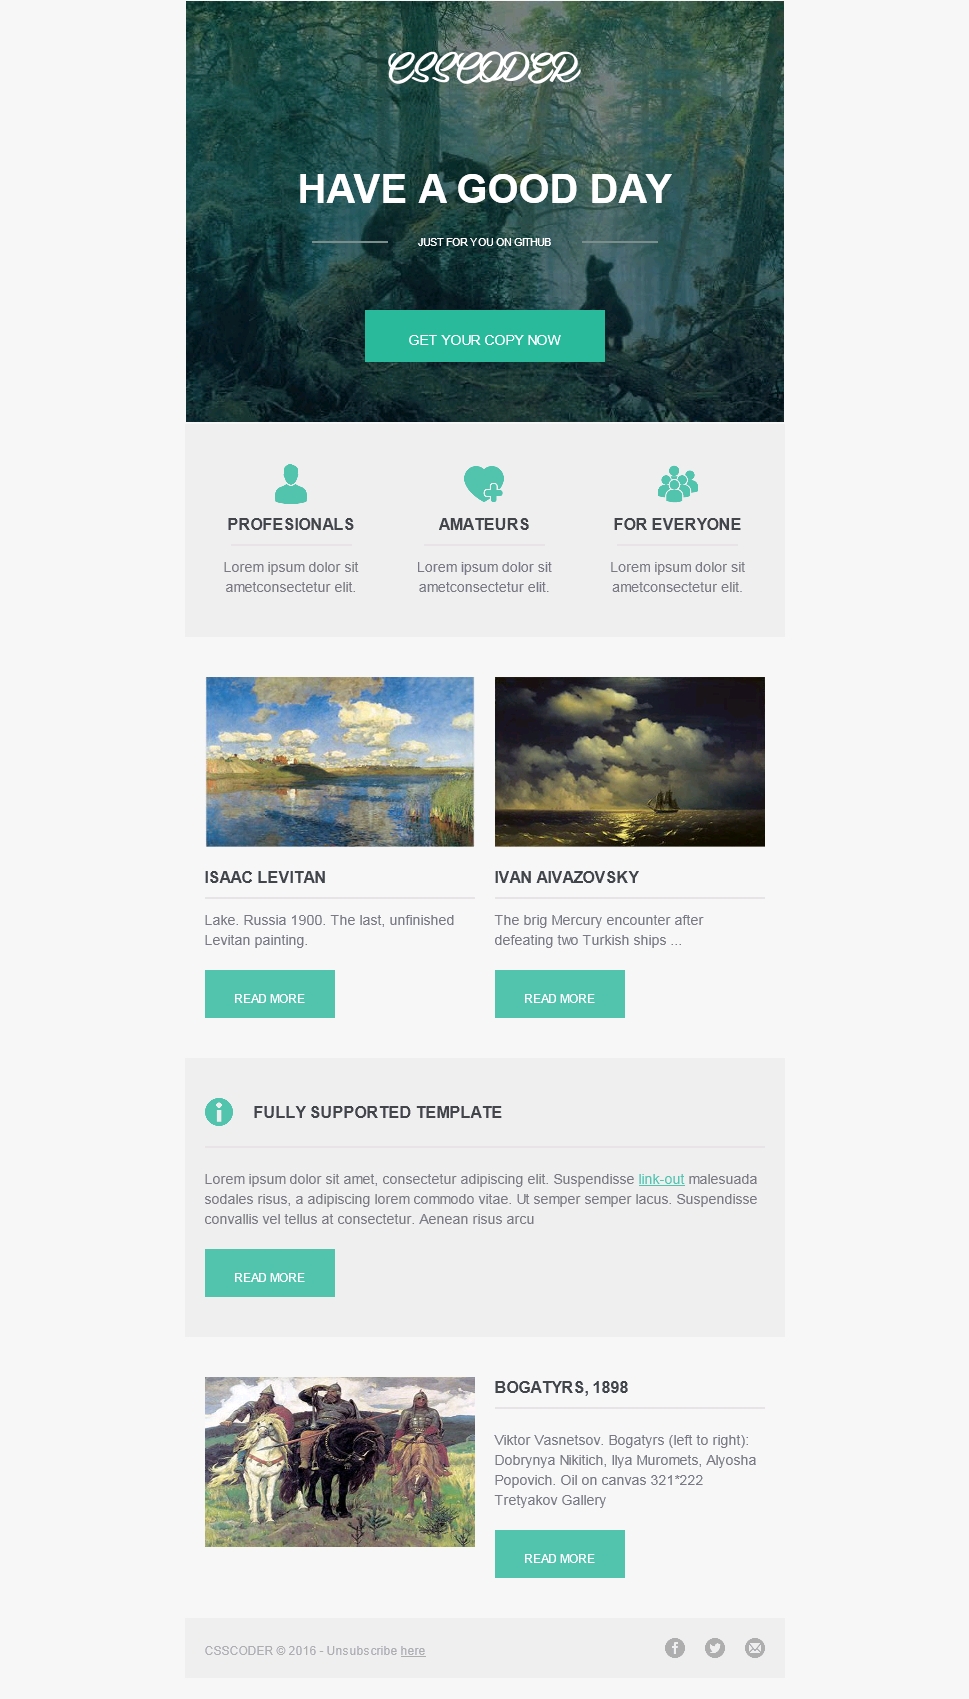 CSSCODER
HAVE A GOOD DAY
JUST FOR YOU ON GITHUB
GET YOUR COPY NOW
PROFESIONALS
Lorem ipsum dolor sit
ametconsectetur elit.
AMATEURS
Lorem ipsum dolor sit
ametconsectetur elit.
FOR EVERYONE
Lorem ipsum dolor sit
ametconsectetur elit.
ISAAC LEVITAN
Lake. Russia 1900. The last, unfinished
Levitan painting.
READ MORE
IVAN AIVAZOVSKY
The brig Mercury encounter after
defeating two Turkish ships ...
READ MORE
FULLY SUPPORTED TEMPLATE
Lorem ipsum dolor sit amet, consectetur adipiscing elit. Suspendisse link-out malesuada
sodales risus, a adipiscing lorem commodo vitae. Ut semper semper lacus. Suspendisse
convallis vel tellus at consectetur. Aenean risus arcu
READ MORE
BOGATYRS, 1898
Viktor Vasnetsov. Bogatyrs (left to right):
Dobrynya Nikitich, Ilya Muromets, Alyosha
Popovich. Oil on canvas 321*222
Tretyakov Gallery
READ MORE
CSSCODER © 2016 - Unsubscribe here